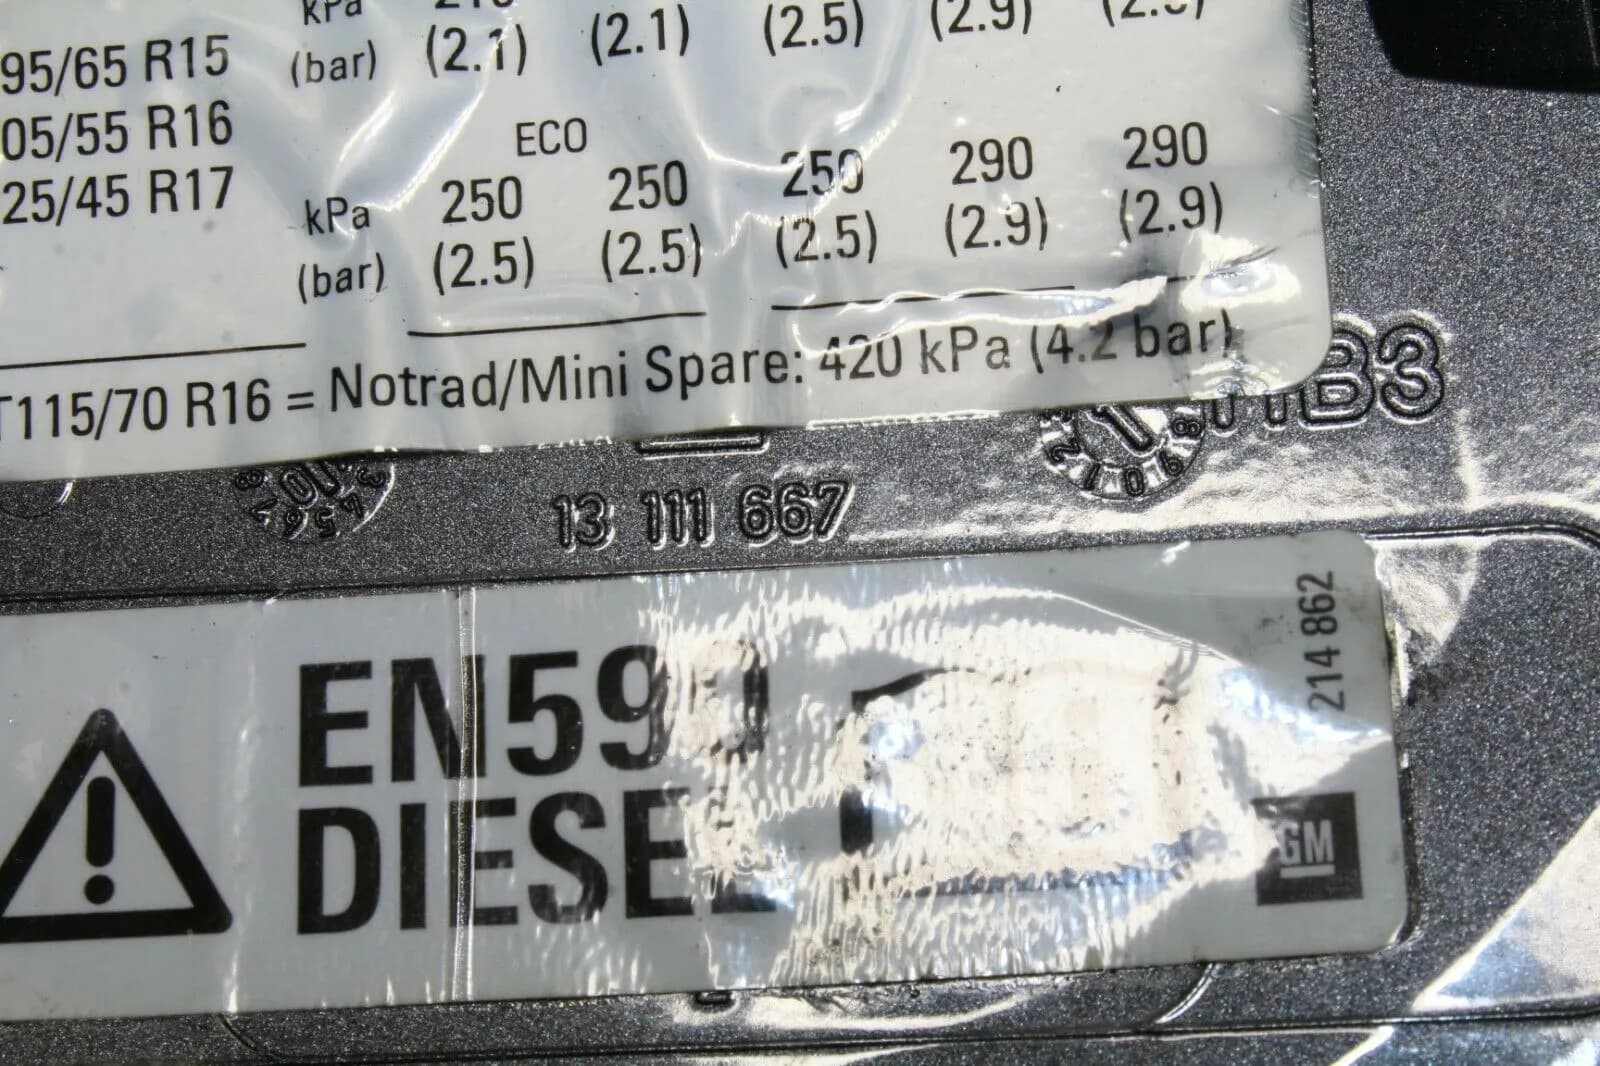 kPa
95/65 R15 (bar) (2.1) (2.1) (2.5) (2.9)
05/55 R16 ECO
25/45 R17 kPa 250 250 250 290 290
(bar) (2.5) (2.5) (2.5) (2.9) (2.9)
T115/70 R16 = Notrad/Mini Spare: 420 kPa (4.2 bar)
B3
13 111 667
EN590
DIESEL
214 862
GM